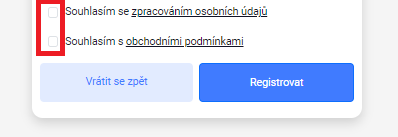 Souhlasím se zpracováním osobních údajů
Souhlasím s obchodními podmínkami
Vrátit se zpět
Registrovat